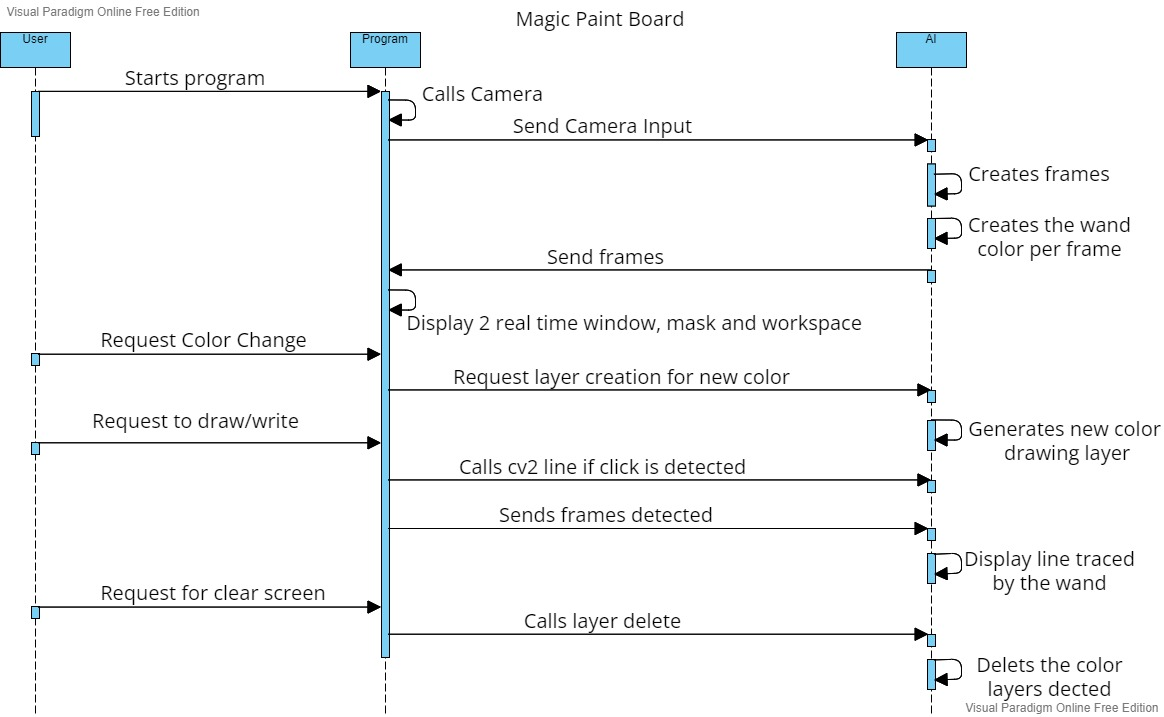 Visual Paradigm Online Free Edition
Magic Paint Board
User
Program
AI
Starts program
Calls Camera
Send Camera Input
Creates frames
Creates the wand
color per frame
Send frames
Display 2 real time window, mask and workspace
Request Color Change
Request layer creation for new color
Request to draw/write
Generates new color
drawing layer
Calls cv2 line if click is detected
Sends frames detected
Display line traced
by the wand
Request for clear screen
Calls layer delete
Deletes the color
layers dected
Visual Paradigm Online Free Edition